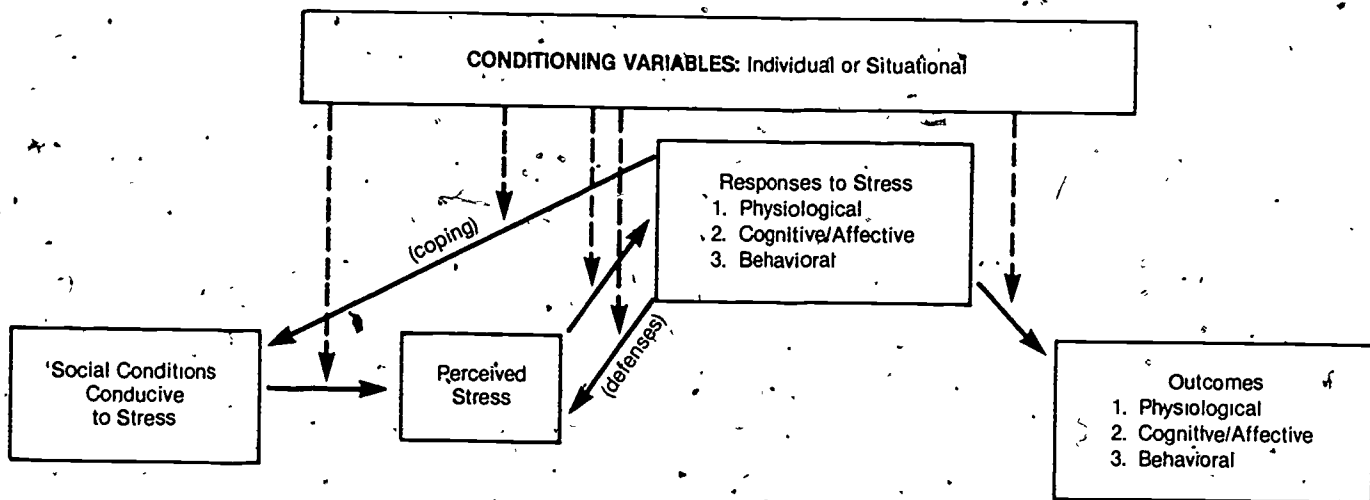 CONDITIONING VARIABLES: Individual or Situational
Responses to Stress
1. Physiological
2. Cognitive/Affective
3. Behavioral
(coping)
(defenses)
Social Conditions
Conducive
to Stress
Perceived
Stress
Outcomes
1. Physiological
2. Cognitive/Affective
3. Behavioral